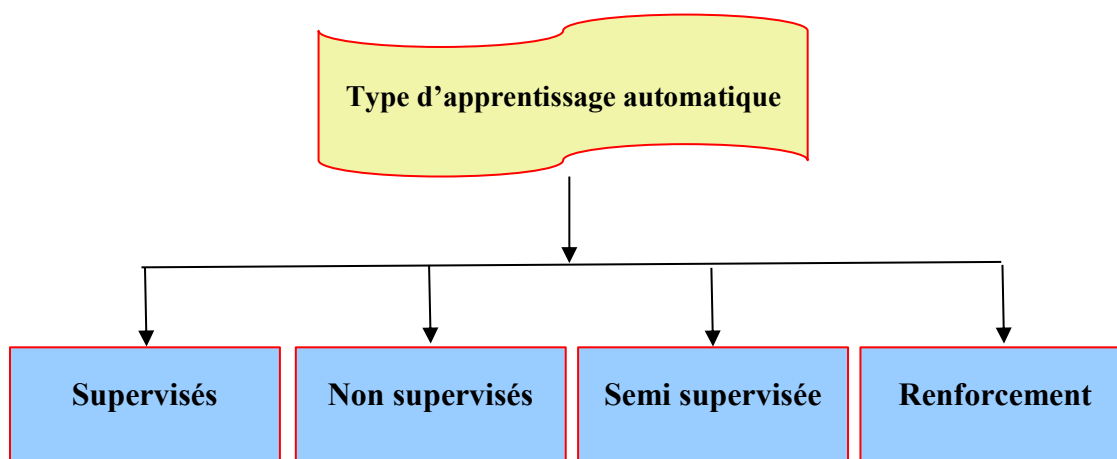 Type d’apprentissage automatique
Supervisés
Non supervisés
Semi supervisée
Renforcement